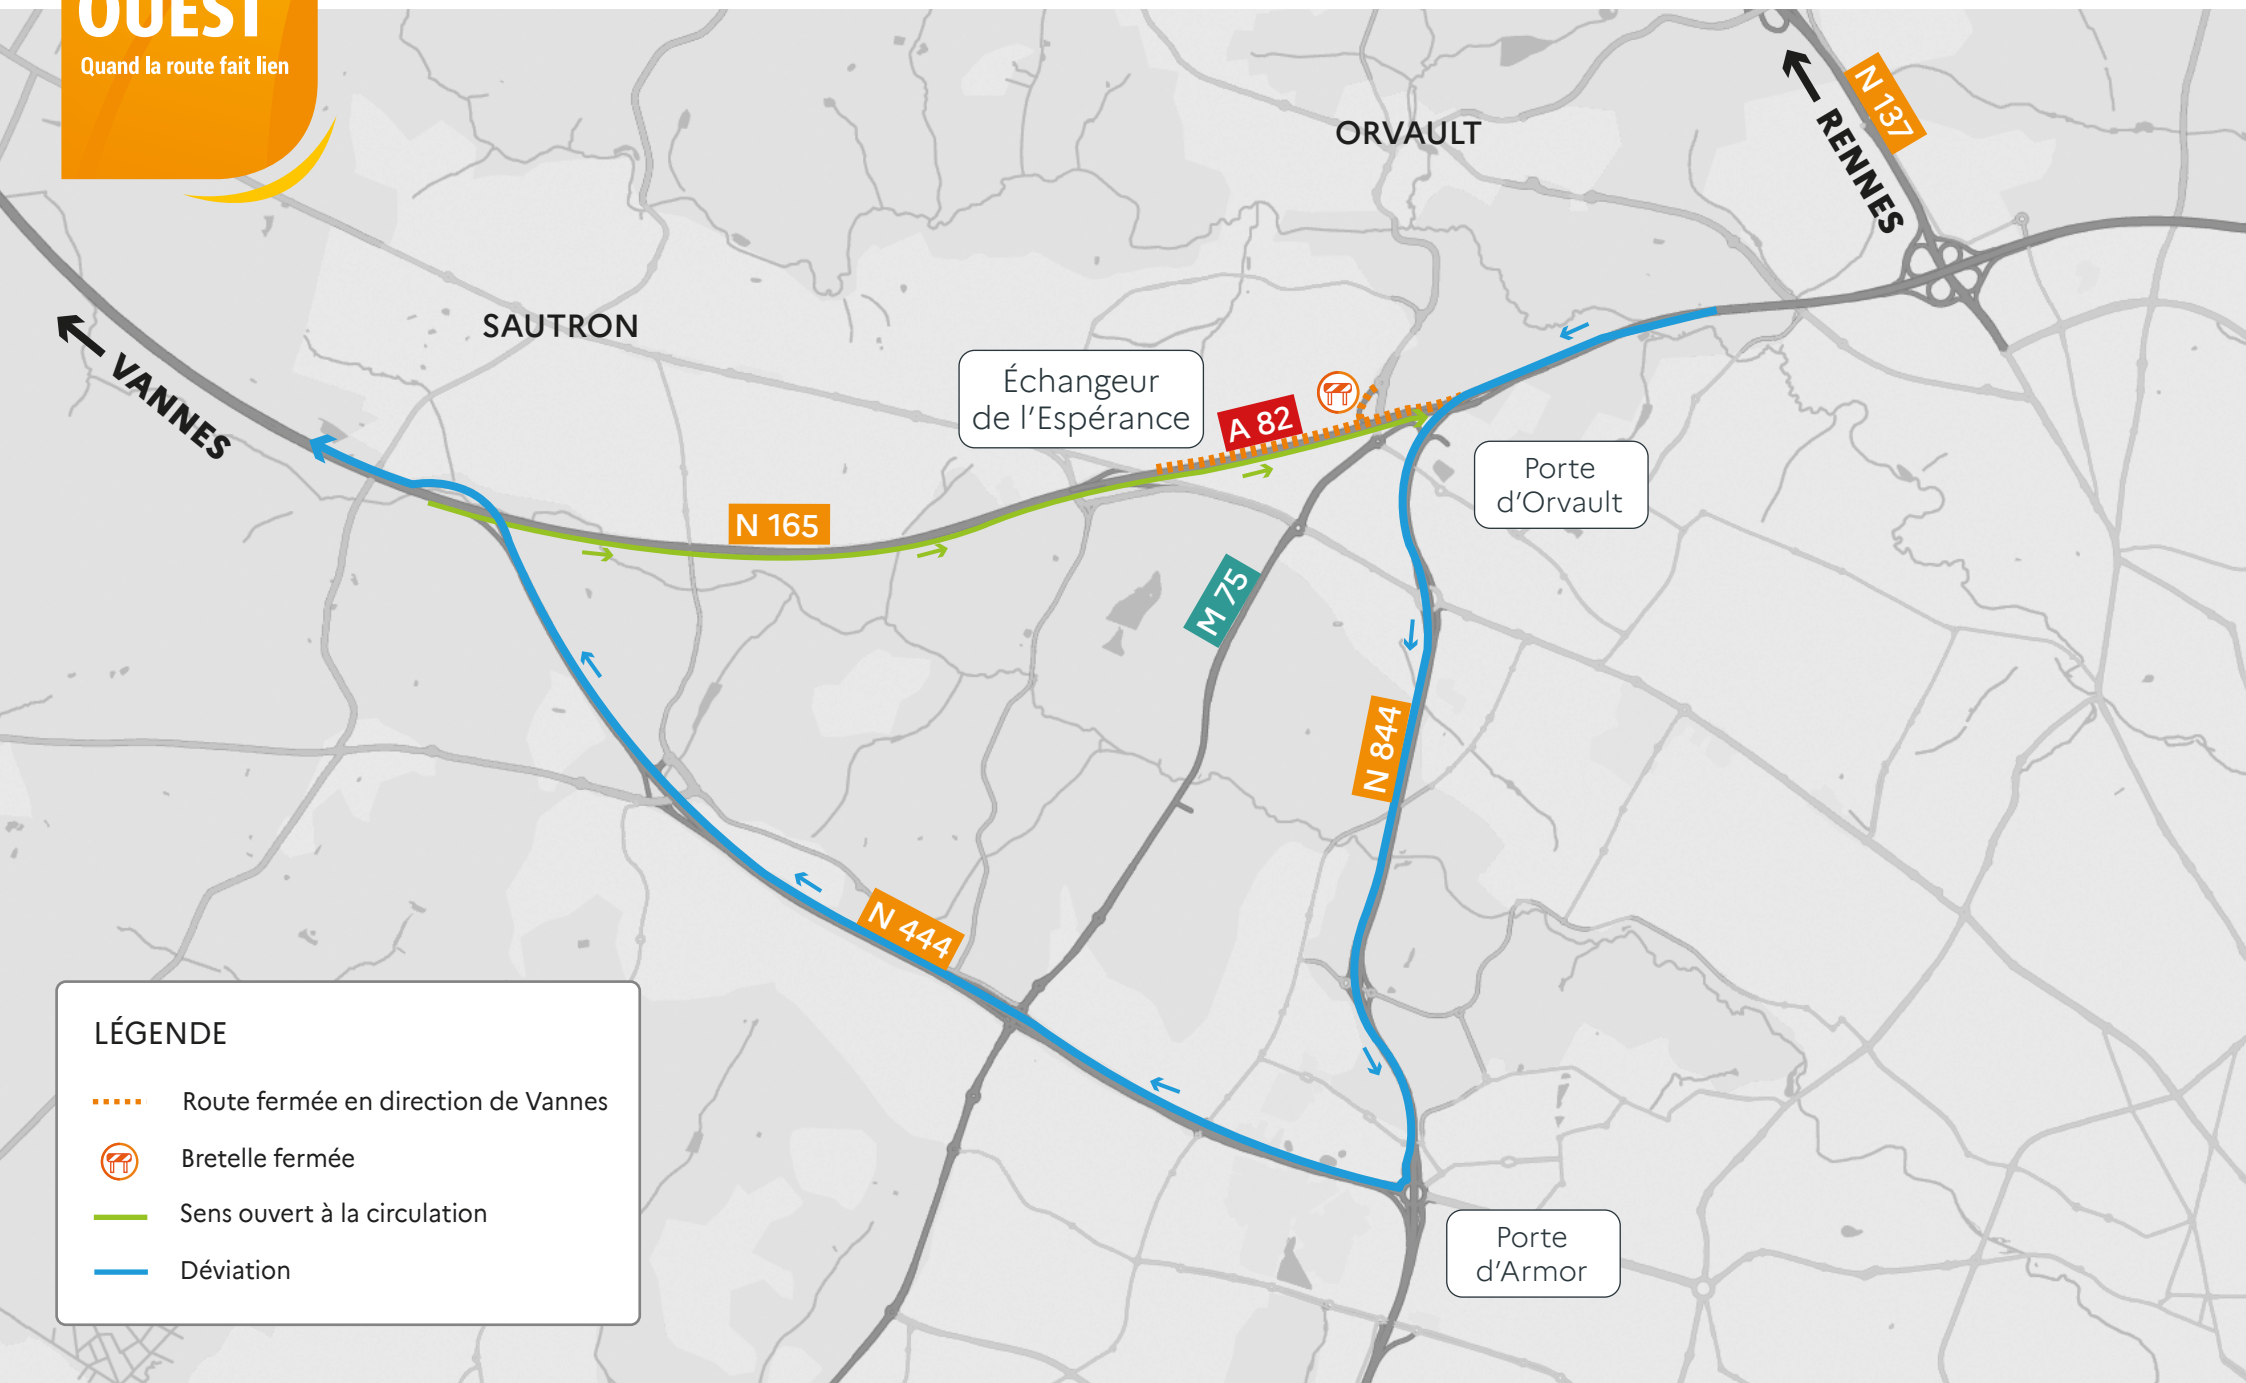 OUEST
Quand la route fait lien
ORVAULT
N 137
RENNES
SAUTRON
VANNES
Échangeur
de l'Espérance
A 82
Porte
d'Orvault
N 165
M 75
N 844
N 444
Porte
d'Armor
LÉGENDE
Route fermée en direction de Vannes
Bretelle fermée
Sens ouvert à la circulation
Déviation